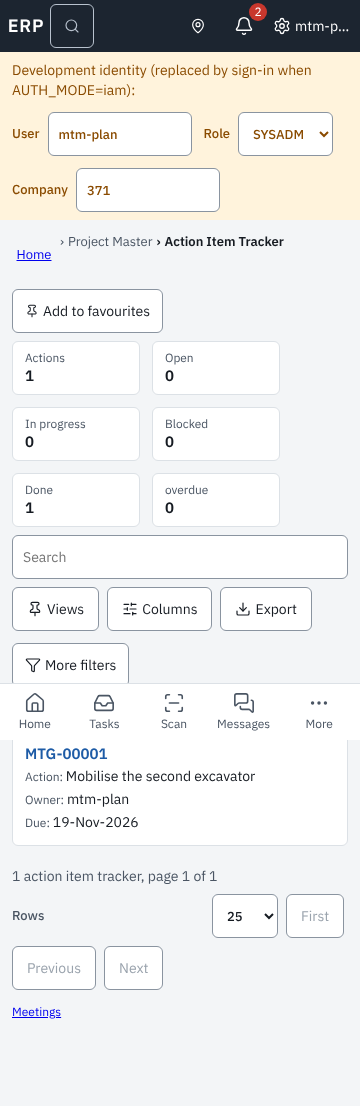 ERP
2
mtm-p...
Development identity (replaced by sign-in when
AUTH_MODE=iam):
User
mtm-plan
Role
SYSADM
Company
371
Home
› Project Master › Action Item Tracker
Add to favourites
Actions
1
Open
0
In progress
0
Blocked
0
Done
1
overdue
0
Search
Views
Columns
Export
More filters
Home
Tasks
Scan
Messages
More
MTG-00001
Action: Mobilise the second excavator
Owner: mtm-plan
Due: 19-Nov-2026
1 action item tracker, page 1 of 1
Rows
25
First
Previous
Next
Meetings